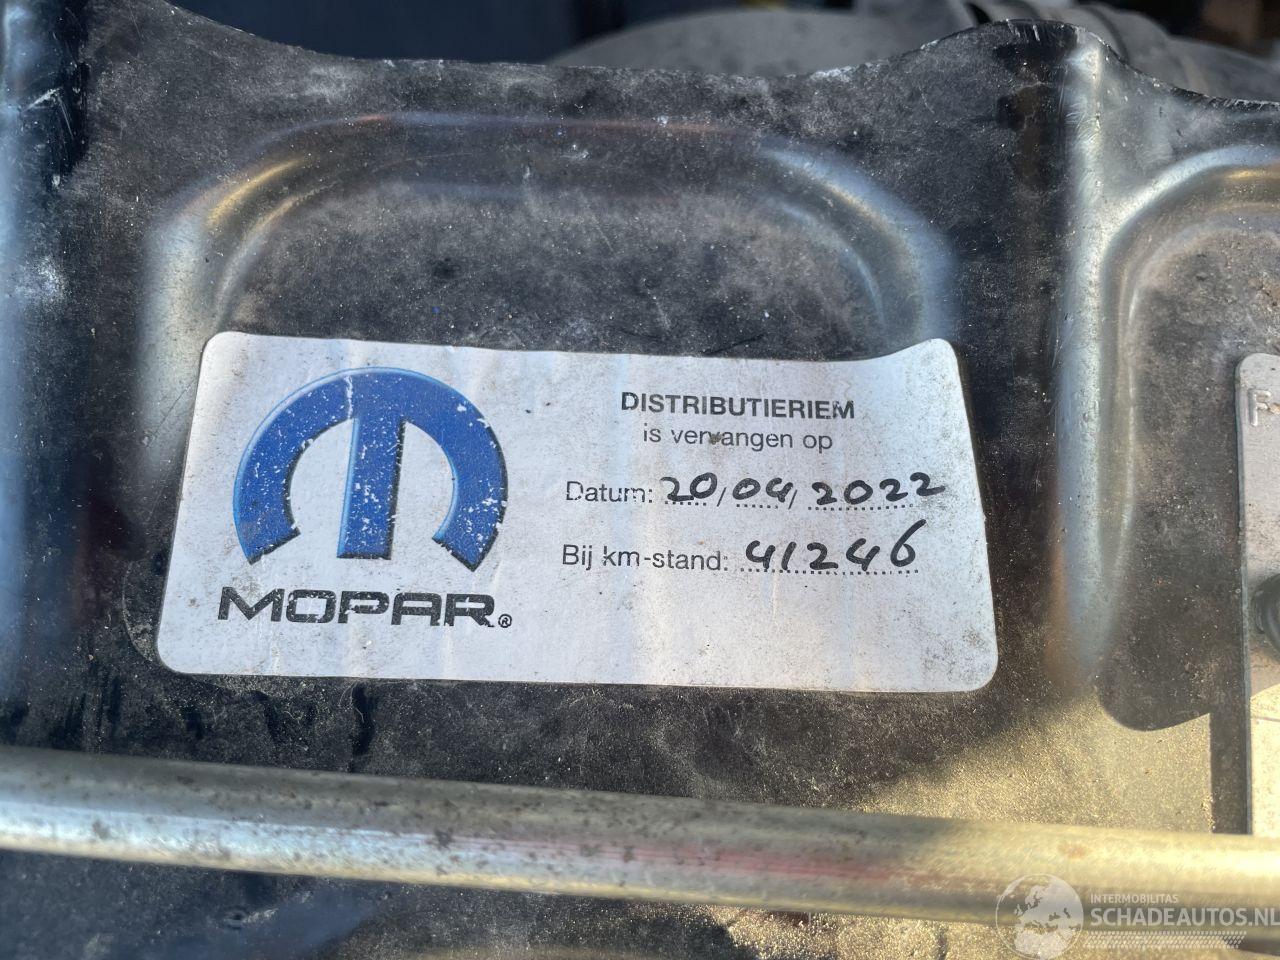 DISTRIBUTIERIEM
is vervangen op
Datum: 20/04/2022
Bij km-stand: 41246
MOPAR®
F
INTERMOBILITAS
SCHADEAUTOS.NL